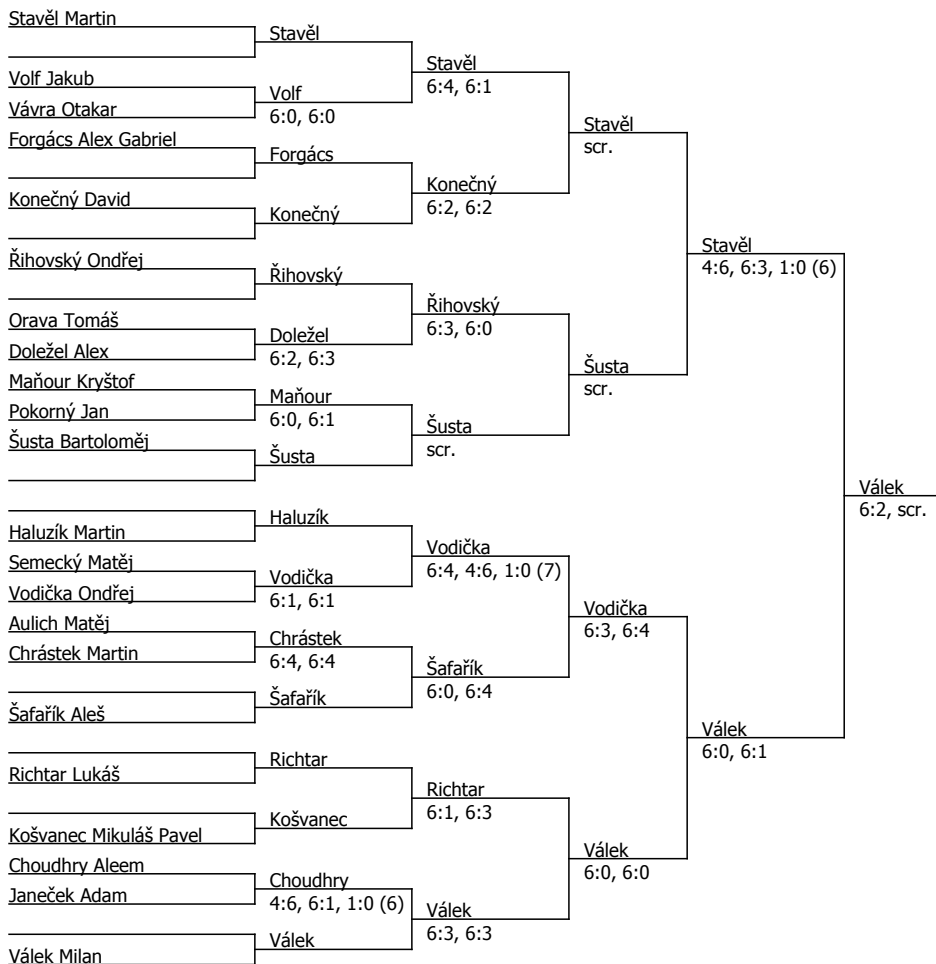 Stavěl Martin
Stavěl
Stavěl
6:4, 6:1
Volf Jakub
Volf
6:0, 6:0
Vávra Otakar
Stavěl
scr.
Forgács Alex Gabriel
Forgács
Konečný
6:2, 6:2
Konečný David
Konečný
Stavěl
4:6, 6:3, 1:0 (6)
Řihovský Ondřej
Řihovský
Řihovský
6:3, 6:0
Orava Tomáš
Doležel
6:2, 6:3
Doležel Alex
Šusta
scr.
Maňour Kryštof
Maňour
6:0, 6:1
Pokorný Jan
Šusta
scr.
Šusta Bartoloměj
Šusta
Válek
6:2, scr.
Haluzík
Haluzík Martin
Vodička
6:4, 4:6, 1:0 (7)
Semecký Matěj
Vodička
6:1, 6:1
Vodička Ondřej
Vodička
6:3, 6:4
Aulich Matěj
Chrástek
6:4, 6:4
Chrástek Martin
Šafařík
6:0, 6:4
Šafařík
Šafařík Aleš
Válek
6:0, 6:1
Richtar
Richtar Lukáš
Richtar
6:1, 6:3
Košvanec
Košvanec Mikuláš Pavel
Válek
6:0, 6:0
Choudhry Aleem
Choudhry
4:6, 6:1, 1:0 (6)
Janeček Adam
Válek
6:3, 6:3
Válek
Válek Milan